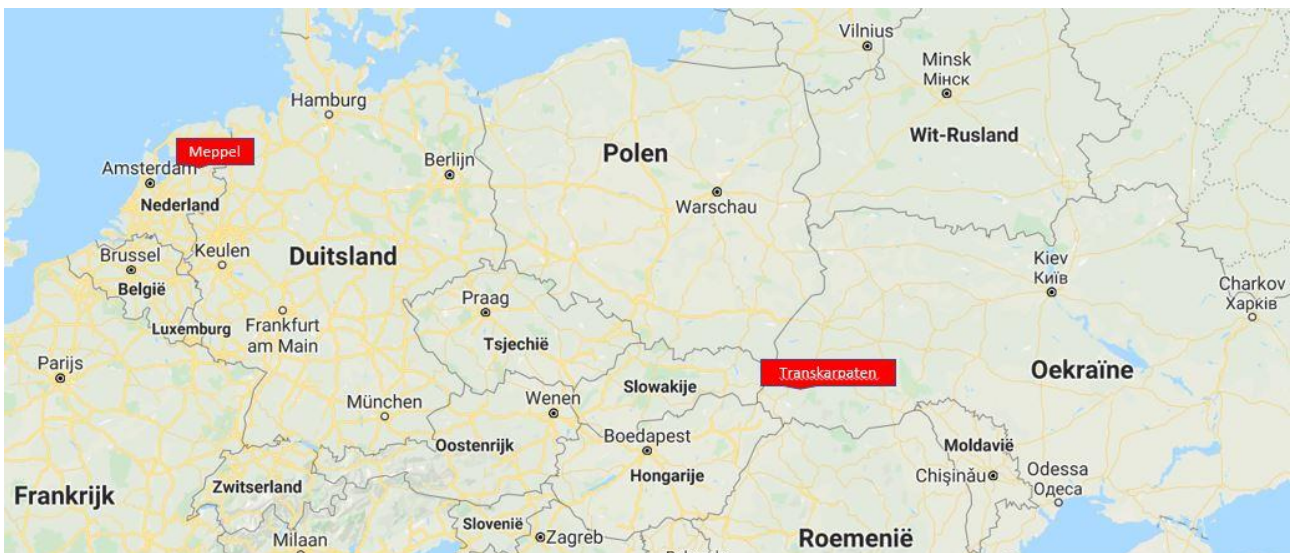 Vilnius
Minsk
Мінск
Hamburg
Wit-Rusland
Meppel
Polen
Berlijn
Amsterdam
Warschau
Nederland
Brussel
Keulen
Duitsland
Kiev
Київ
België
Charkov
Харків
Praag
Luxemburg
Frankfurt
am Main
Tsjechië
Parijs
Transkarpaten
Oekraïne
Slowakije
München
Wenen
Oostenrijk
Boedapest
Moldavië
Hongarije
Chișinău
Odessa
Одеса
Zwitserland
Frankrijk
Slovenië
Zagreb
Roemenië
Milaan